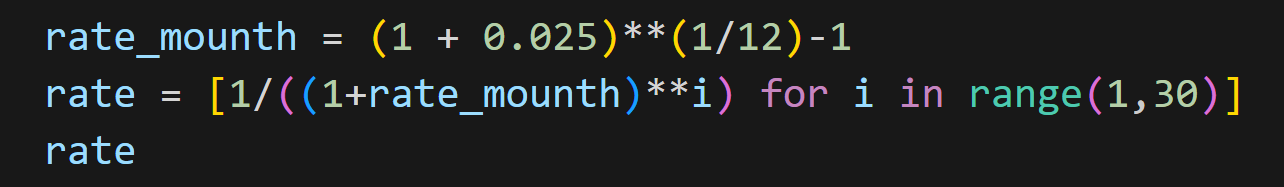 rate_mounth = (1 + 0.025)**(1/12)-1
rate = [1/((1+rate_mounth)**i) for i in range(1,30)]
rate